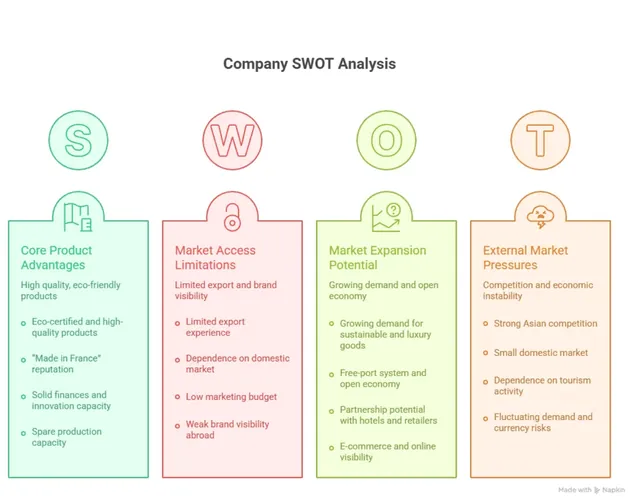 Company SWOT Analysis
S
W
O
T
Core Product
Advantages
High quality, eco-friendly
products
Eco-certified and high-
quality products
"Made in France"
reputation
Solid finances and
innovation capacity
Spare production
capacity
Market Access
Limitations
Limited export and brand
visibility
Limited export
experience
Dependence on domestic
market
Low marketing budget
Weak brand visibility
abroad
Market Expansion
Potential
Growing demand and open
economy
Growing demand for
sustainable and luxury
goods
Free-port system and
open economy
Partnership potential
with hotels and retailers
E-commerce and online
visibility
External Market
Pressures
Competition and economic
instability
Strong Asian competition
Small domestic market
Dependence on tourism
activity
Fluctuating demand and
currency risks
Made with Napkin